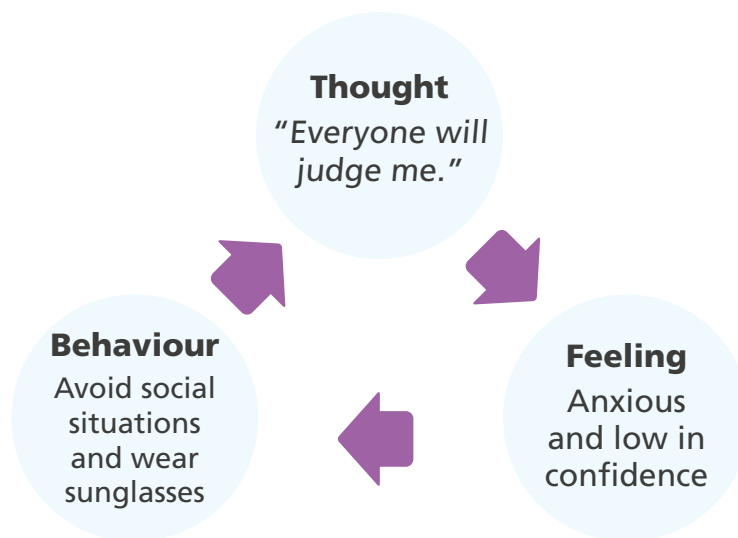 Thought
“Everyone will
judge me.”
Behaviour
Avoid social
situations
and wear
sunglasses
Feeling
Anxious
and low in
confidence